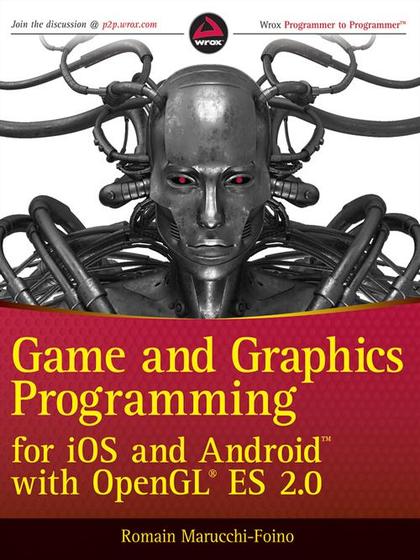 Join the discussion @ p2p.wrox.com
Wrox Programmer to Programmer™
wrox
Game and Graphics
Programming
for iOS and Android™
with OpenGL® ES 2.0
Romain Marucchi-Foino